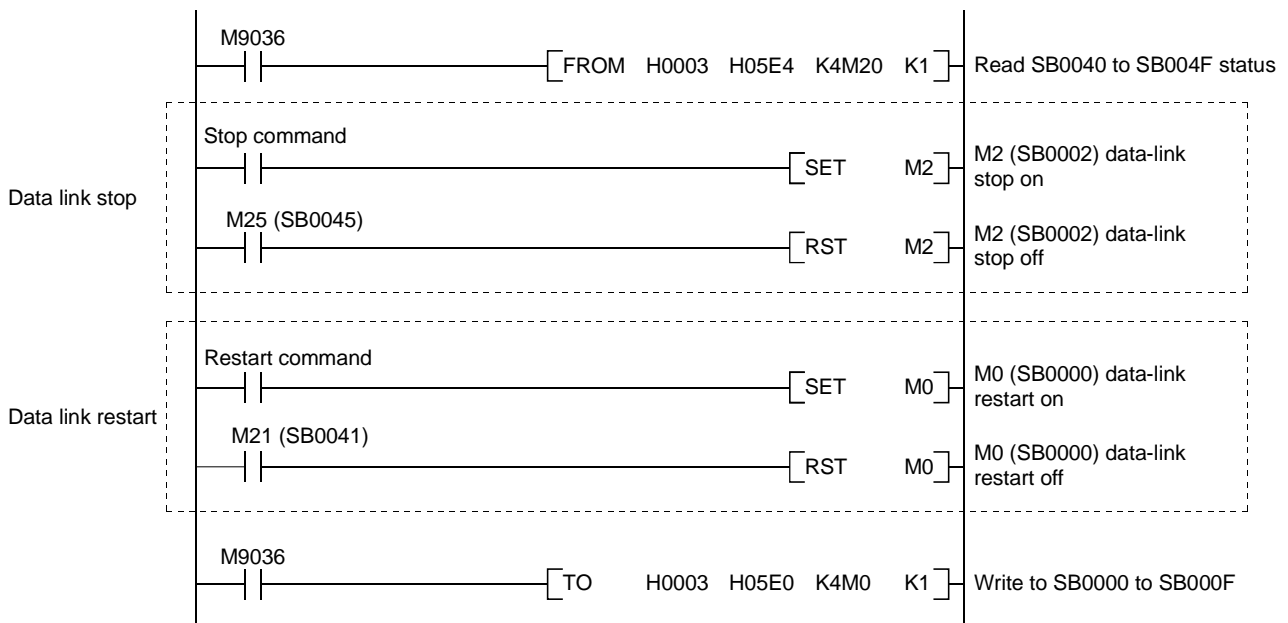 M9036
FROM H0003 H05E4 K4M20 K1
Read SB0040 to SB004F status
Data link stop
Stop command
SET M2
M2 (SB0002) data-link
stop on
M25 (SB0045)
RST M2
M2 (SB0002) data-link
stop off
Data link restart
Restart command
SET M0
M0 (SB0000) data-link
restart on
M21 (SB0041)
RST M0
M0 (SB0000) data-link
restart off
M9036
TO H0003 H05E0 K4M0 K1
Write to SB0000 to SB000F